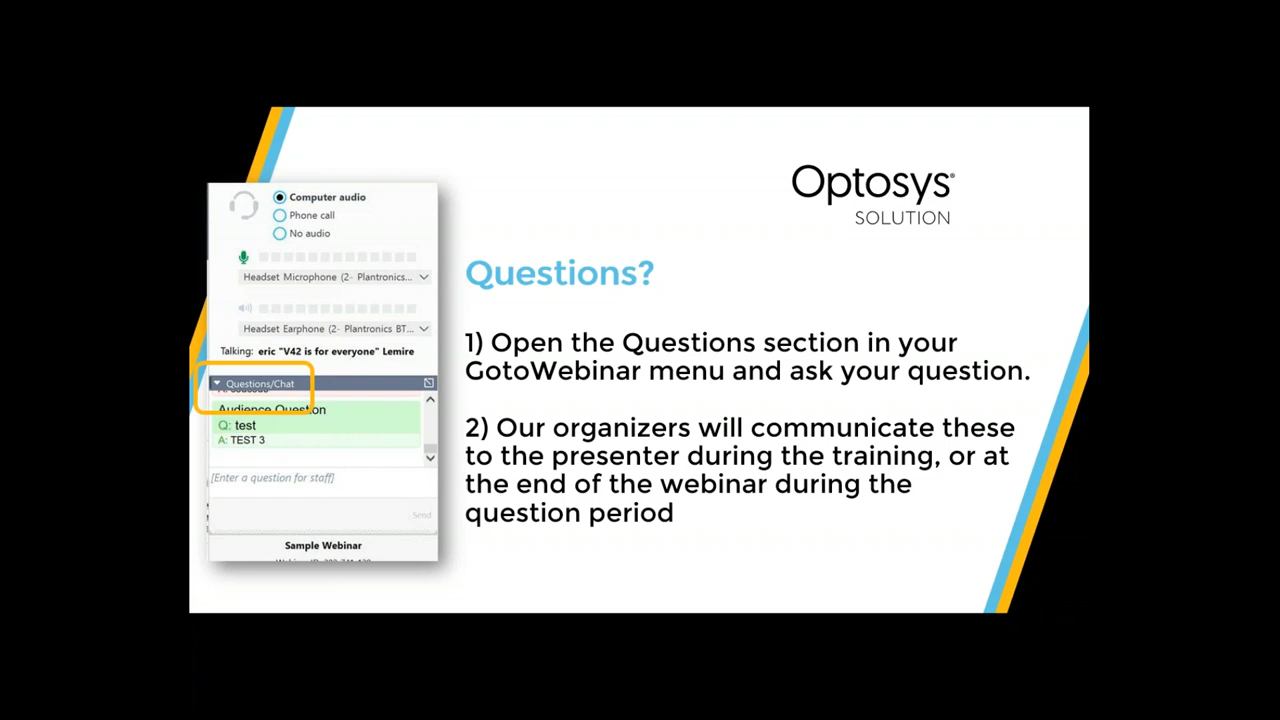 Optosys®
SOLUTION
Computer audio
Phone call
No audio
Headset Microphone (2- Plantronics...
Headset Earphone (2- Plantronics BT...
Talking: eric "V42 is for everyone" Lemire
Questions/Chat
Audience Question
Q: test
A: TEST 3
[Enter a question for staff]
Send
Sample Webinar
Questions?
1) Open the Questions section in your
GotoWebinar menu and ask your question.
2) Our organizers will communicate these
to the presenter during the training, or at
the end of the webinar during the
question period